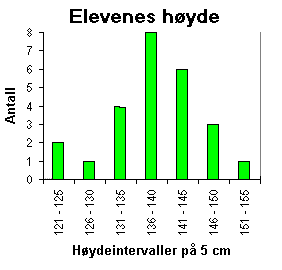 Elevenes høyde
Antall
8
7
6
5
4
3
2
1
0
121 - 125
126 - 130
131 - 135
136 - 140
141 - 145
146 - 150
151 - 155
Høydeintervaller på 5 cm